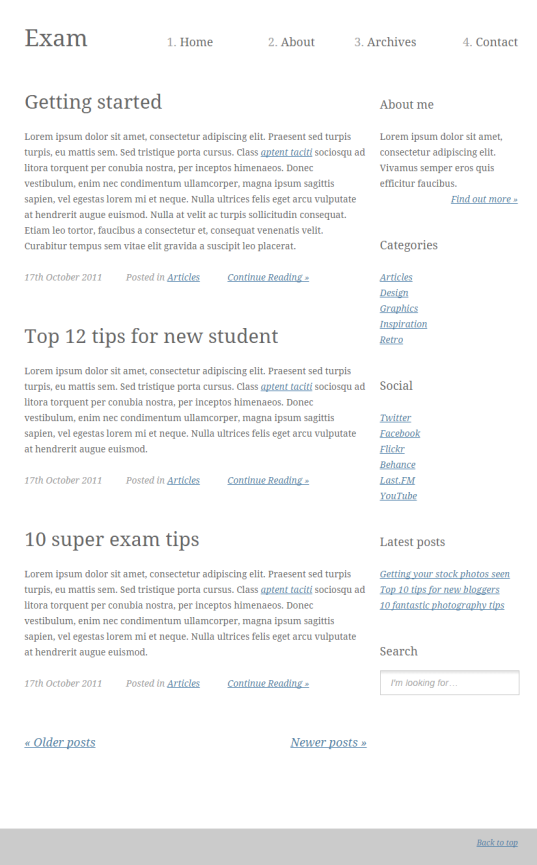 Exam
1. Home
2. About
3. Archives
4. Contact
Getting started
Lorem ipsum dolor sit amet, consectetur adipiscing elit. Praesent sed turpis
turpis, eu mattis sem. Sed tristique porta cursus. Class aptent taciti sociosqu ad
litora torquent per conubia nostra, per inceptos himenaeos. Donec
vestibulum, enim nec condimentum ullamcorper, magna ipsum sagittis
sapien, vel egestas lorem mi et neque. Nulla ultrices felis eget arcu vulputate
at hendrerit augue euismod. Nulla at velit ac turpis sollicitudin consequat.
Etiam leo tortor, faucibus a consectetur et, consequat venenatis velit.
Curabitur tempus sem vitae elit gravida a suscipit leo placerat.
17th October 2011 Posted in Articles Continue Reading »
Top 12 tips for new student
Lorem ipsum dolor sit amet, consectetur adipiscing elit. Praesent sed turpis
turpis, eu mattis sem. Sed tristique porta cursus. Class aptent taciti sociosqu ad
litora torquent per conubia nostra, per inceptos himenaeos. Donec
vestibulum, enim nec condimentum ullamcorper, magna ipsum sagittis
sapien, vel egestas lorem mi et neque. Nulla ultrices felis eget arcu vulputate
at hendrerit augue euismod.
17th October 2011 Posted in Articles Continue Reading »
10 super exam tips
Lorem ipsum dolor sit amet, consectetur adipiscing elit. Praesent sed turpis
turpis, eu mattis sem. Sed tristique porta cursus. Class aptent taciti sociosqu ad
litora torquent per conubia nostra, per inceptos himenaeos. Donec
vestibulum, enim nec condimentum ullamcorper, magna ipsum sagittis
sapien, vel egestas lorem mi et neque. Nulla ultrices felis eget arcu vulputate
at hendrerit augue euismod.
17th October 2011 Posted in Articles Continue Reading »
« Older posts
Newer posts »
About me
Lorem ipsum dolor sit amet,
consectetur adipiscing elit.
Vivamus semper eros quis
efficitur faucibus.
Find out more »
Categories
Articles
Design
Graphics
Inspiration
Retro
Social
Twitter
Facebook
Flickr
Behance
Last.FM
YouTube
Latest posts
Getting your stock photos seen
Top 10 tips for new bloggers
10 fantastic photography tips
Search
I'm looking for....
Back to top